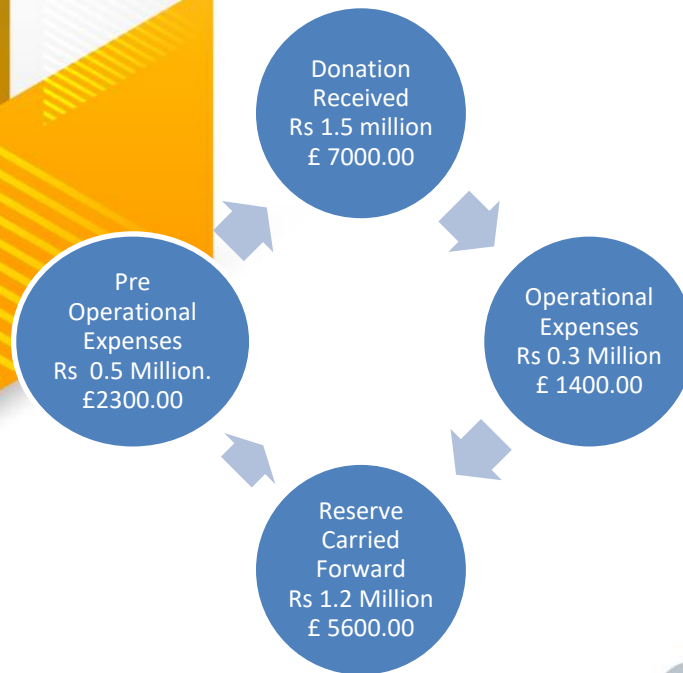 Donation
Received
Rs 1.5 million
£ 7000.00
Operational
Expenses
Rs 0.3 Million
£ 1400.00
Reserve
Carried
Forward
Rs 1.2 Million
£ 5600.00
Pre
Operational
Expenses
Rs 0.5 Million.
£2300.00